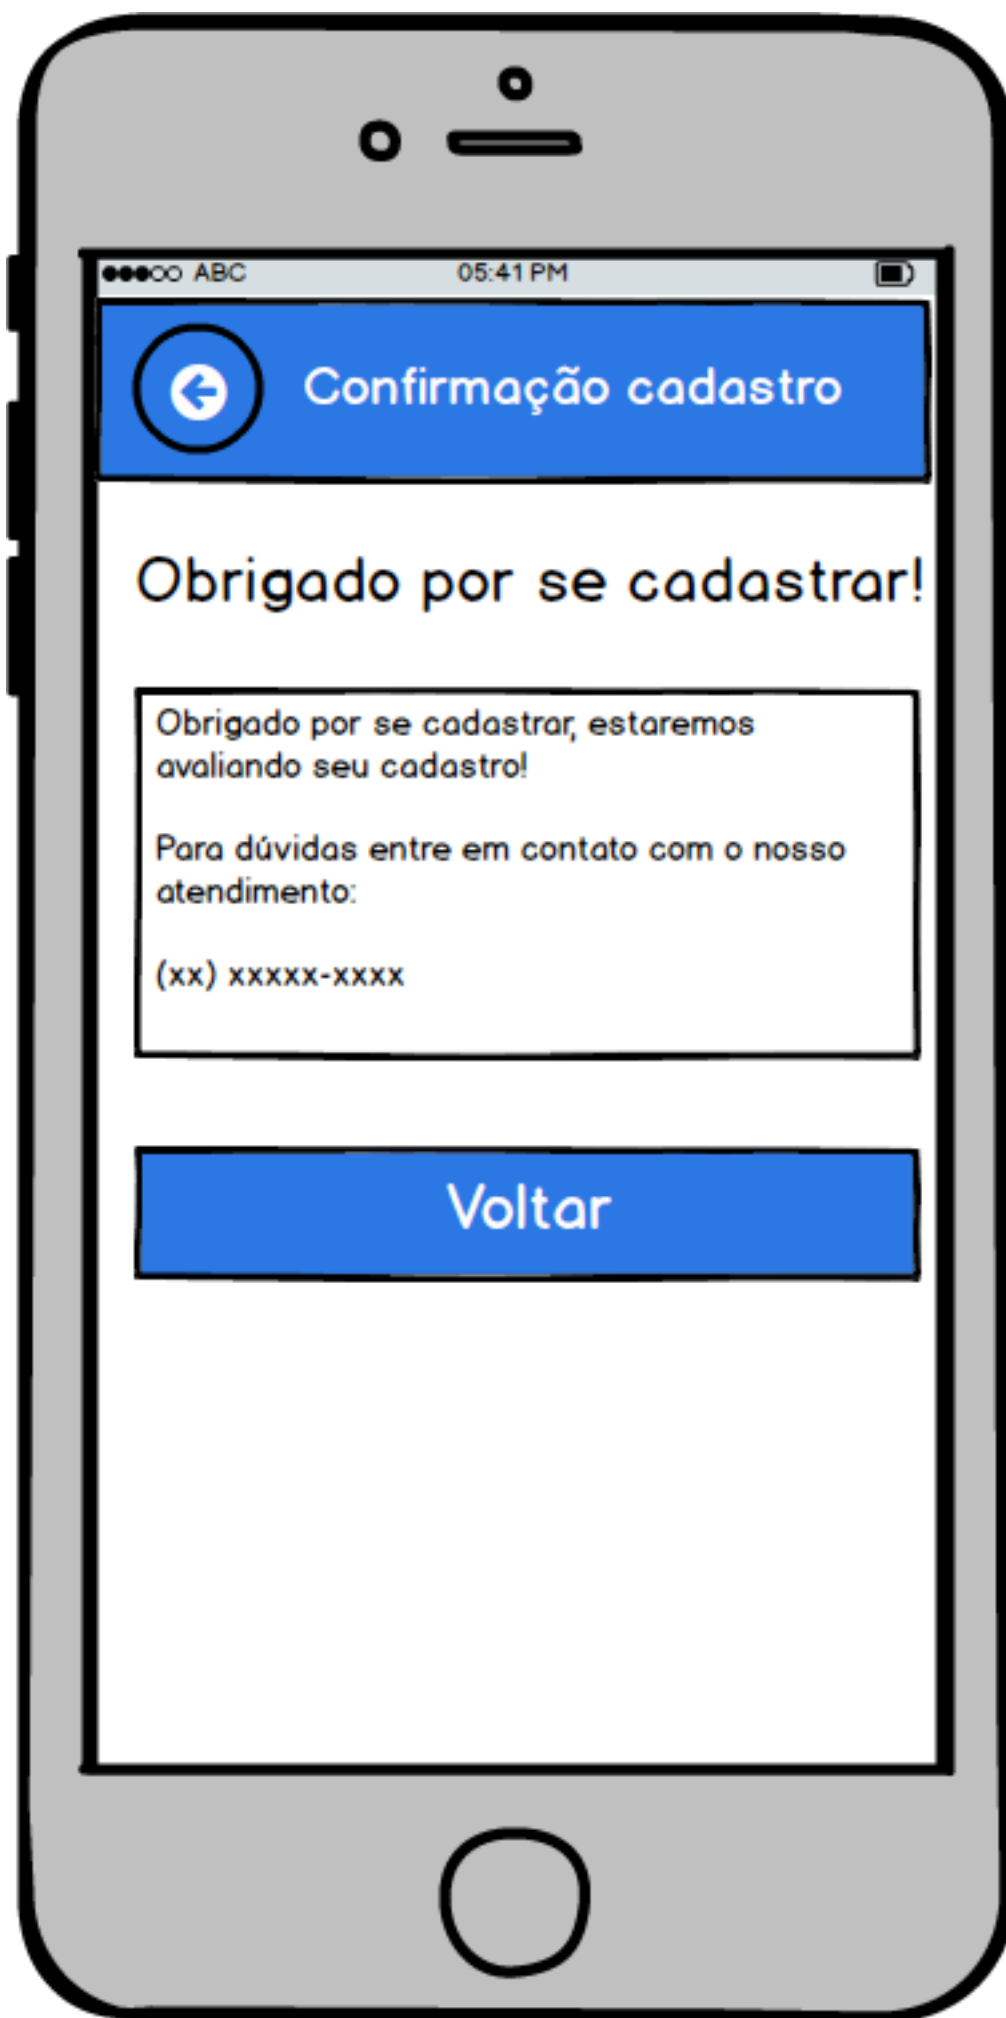 ABC 05:41 PM
Confirmação cadastro
Obrigado por se cadastrar!
Obrigado por se cadastrar, estaremos
avaliando seu cadastro!
Para dúvidas entre em contato com o nosso
atendimento:
(xx) xxxxx-xxxx
Voltar